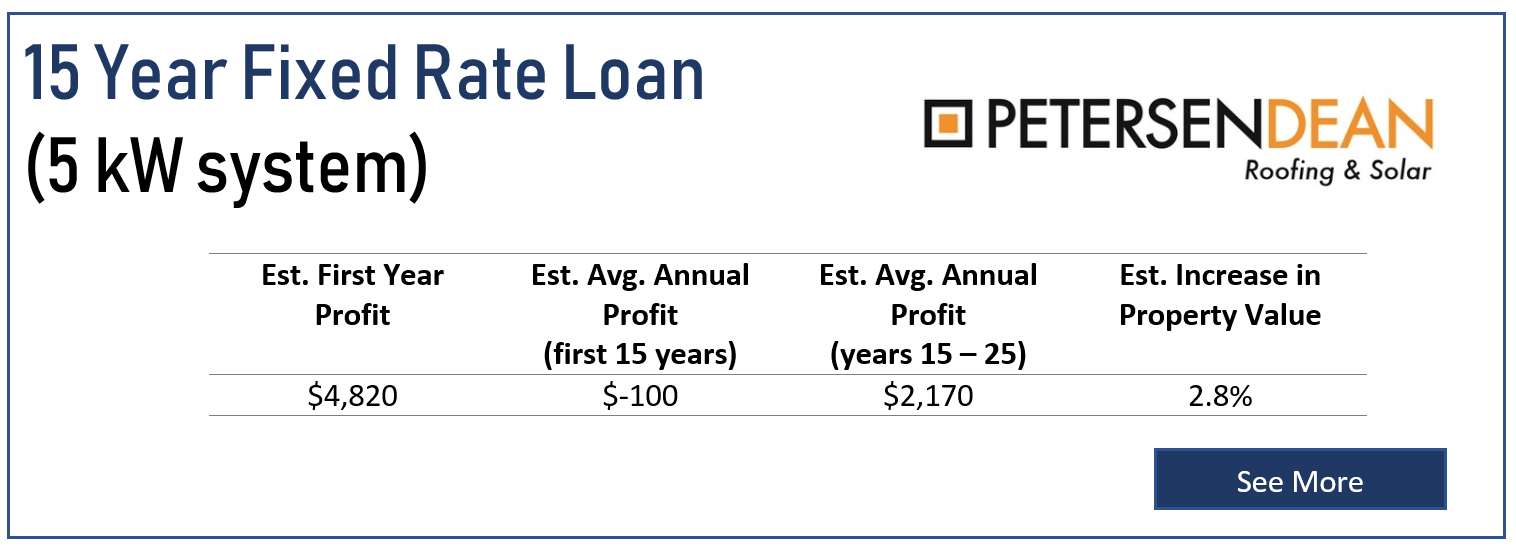 15 Year Fixed Rate Loan
(5 kW system)
PETERSENDEAN
Roofing & Solar
Est. First Year Profit
Est. Avg. Annual Profit (first 15 years)
Est. Avg. Annual Profit (years 15 – 25)
Est. Increase in Property Value
$4,820 $-100 $2,170 2.8%
See More